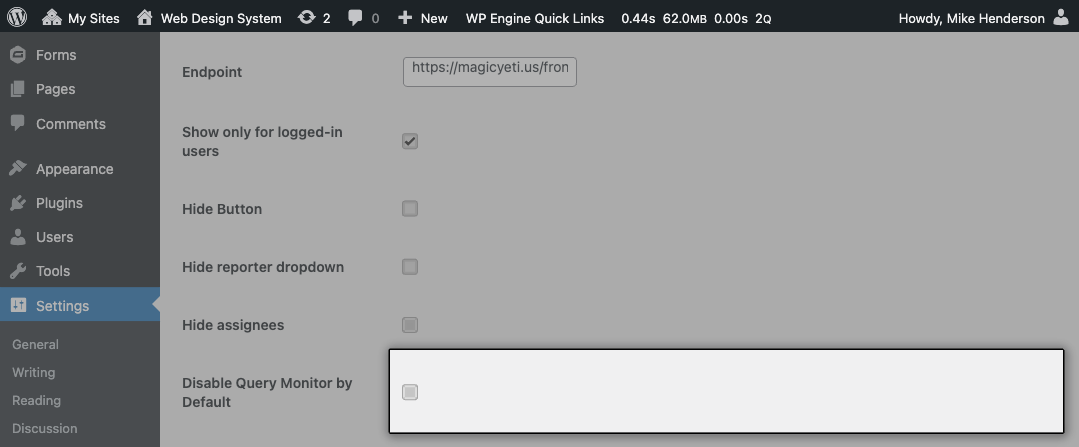 My Sites Web Design System 2 0 New WP Engine Quick Links 0.44s 62.0MB 0.00s 2Q Howdy, Mike Henderson
Forms
Pages
Comments
Appearance
Plugins
Users
Tools
Settings
General
Writing
Reading
Discussion
Endpoint
https://magicyeti.us/fron
Show only for logged-in
users
Hide Button
Hide reporter dropdown
Hide assignees
Disable Query Monitor by
Default